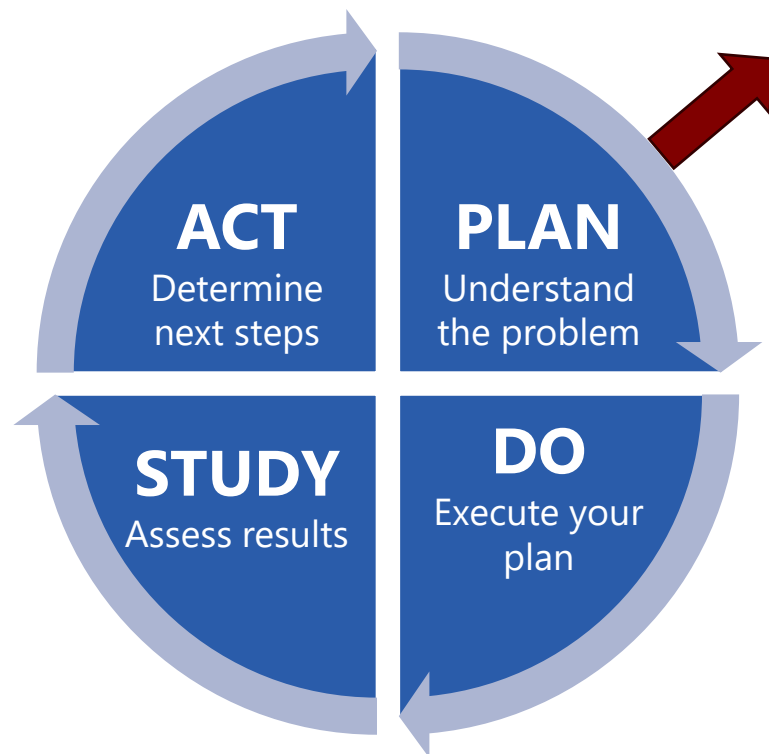 ACT
Determine
next steps
PLAN
Understand
the problem
STUDY
Assess results
DO
Execute your
plan